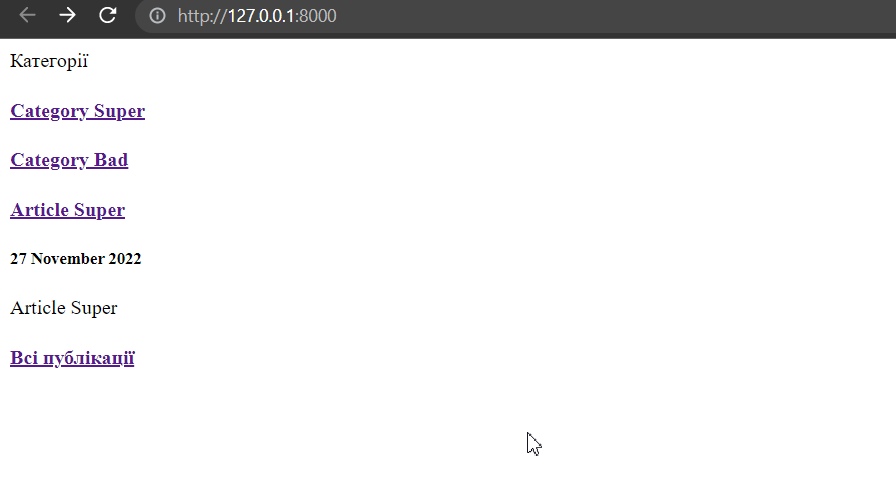 http://127.0.0.1:8000
Категорії
Category Super
Category Bad
Article Super
27 November 2022
Article Super
Всі публікації